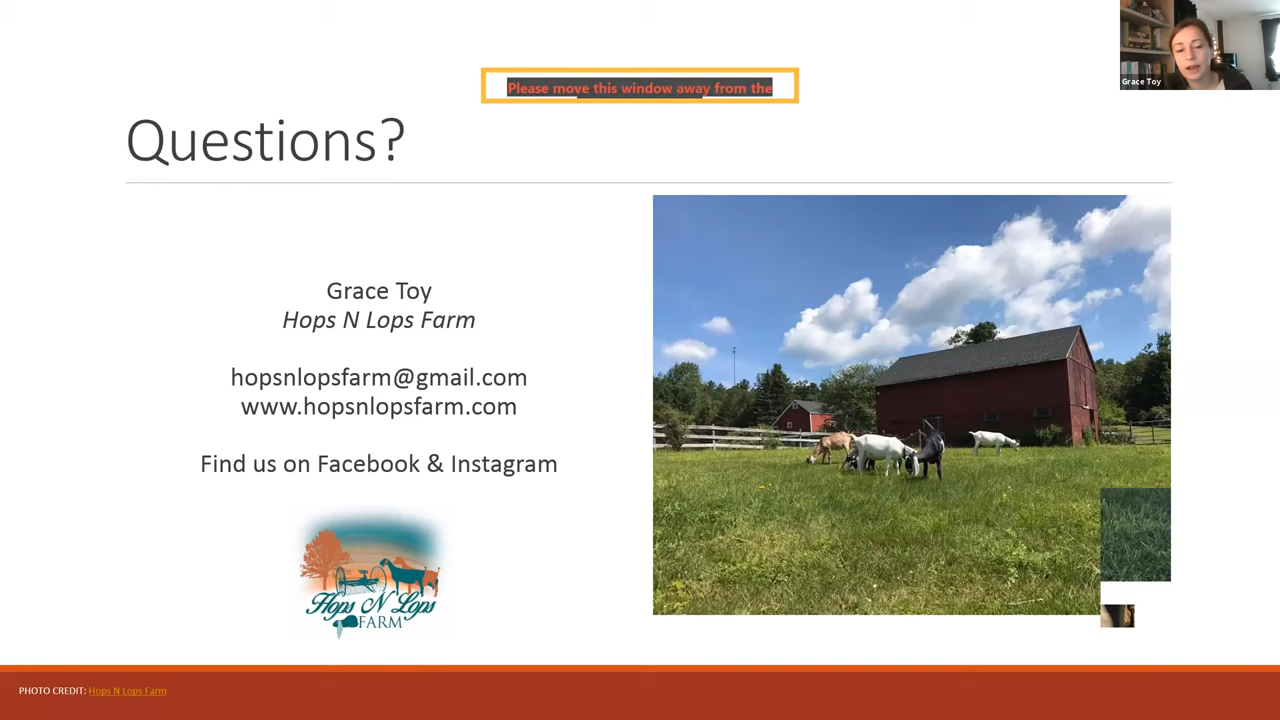 Please move this window away from the
Grace Toy
Questions?
Grace Toy
Hops N Lops Farm
hopsnlopsfarm@gmail.com
www.hopsnlopsfarm.com
Find us on Facebook & Instagram
Hops N Lops
FARM
PHOTO CREDIT: Hops N Lops Farm